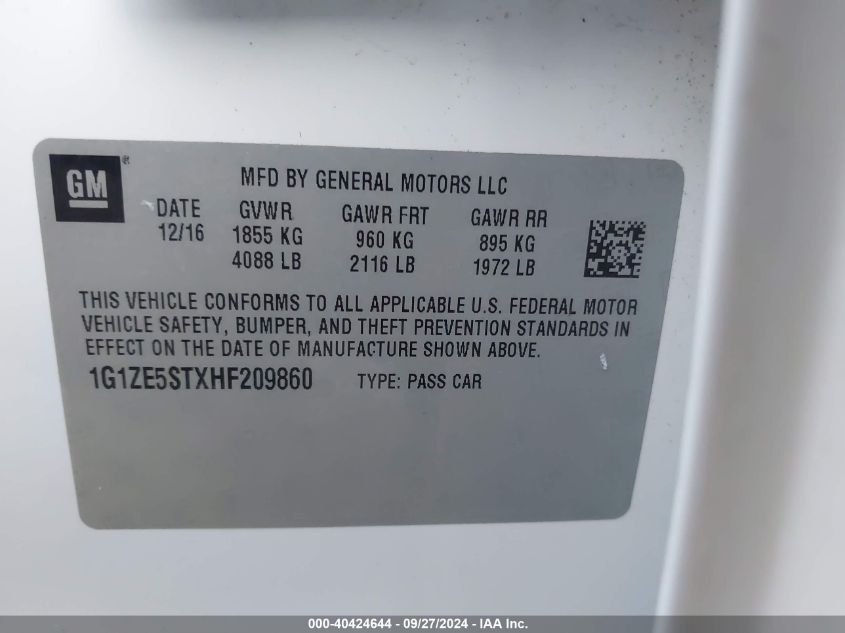 GM ®
MFD BY GENERAL MOTORS LLC
DATE GVWR GAWR FRT GAWR RR
12/16 1855 KG 960 KG 895 KG
4088 LB 2116 LB 1972 LB
THIS VEHICLE CONFORMS TO ALL APPLICABLE U.S. FEDERAL MOTOR
VEHICLE SAFETY, BUMPER, AND THEFT PREVENTION STANDARDS IN
EFFECT ON THE DATE OF MANUFACTURE SHOWN ABOVE.
1G1ZE5STXHF209860 TYPE: PASS CAR
000-40424644 - 09/27/2024 - IAA Inc.